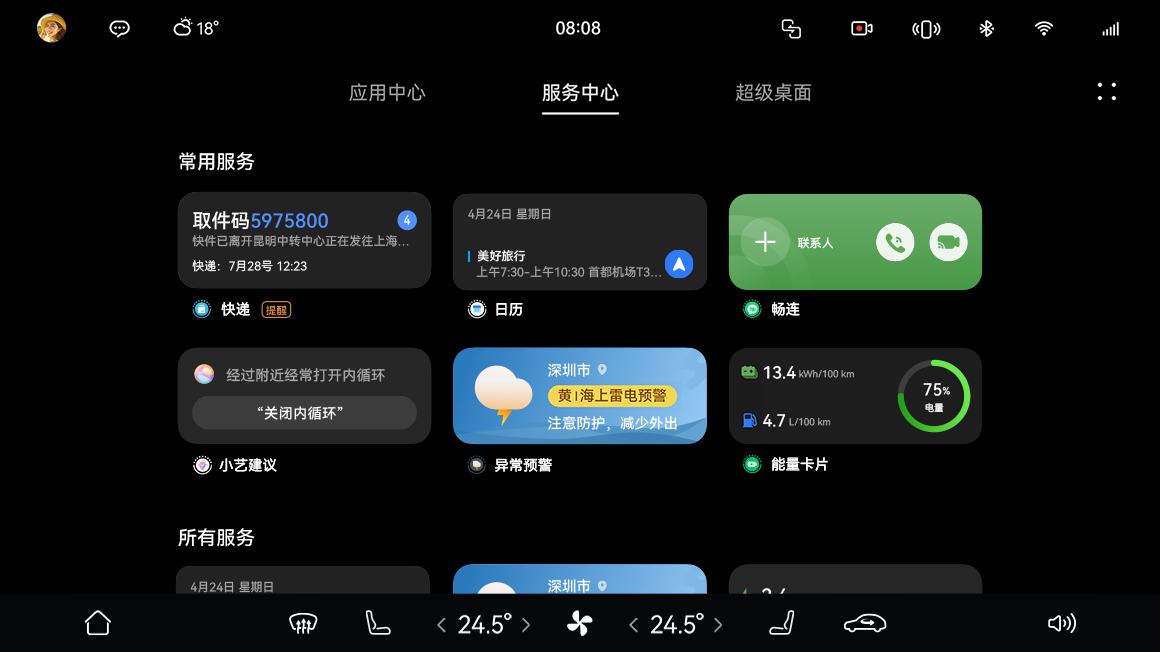 18°
08:08
应用中心
服务中心
超级桌面
常用服务
取件码5975800
4
快件已离开昆明中转中心正在发往上海...
快递：7月28号 12:23
快递 提醒
4月24日 星期日
美好旅行
上午7:30-上午10:30 首都机场T3...
日历
联系人
畅连
经过附近经常打开内循环
“关闭内循环”
小艺建议
深圳市
黄 | 海上雷电预警
注意防护，减少外出
异常预警
13.4 kWh/100 km
4.7 L/100 km
75%
电量
能量卡片
所有服务
4月24日 星期日
深圳市
24.5°
24.5°